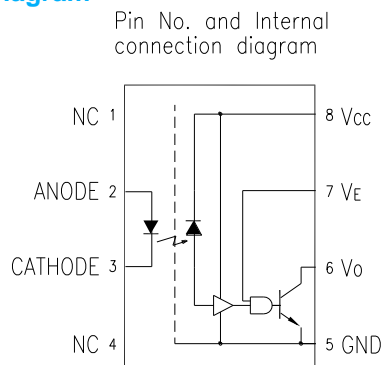 Pin No. and Internal
connection diagram
NC 1
8 Vcc
ANODE 2
7 VE
CATHODE 3
6 Vo
NC 4
5 GND